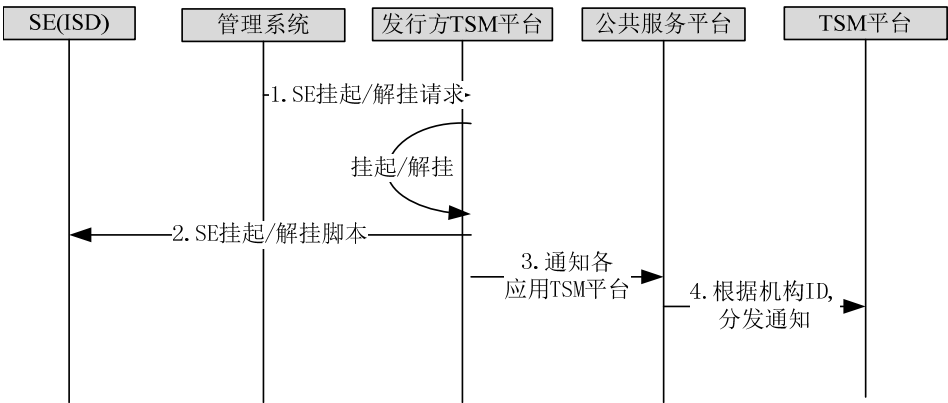 SE(ISD)
管理系统
发行方TSM平台
公共服务平台
TSM平台
1.SE挂起/解挂请求
挂起/解挂
2.SE挂起/解挂脚本
3.通知各
应用TSM平台
4.根据机构ID,
分发通知